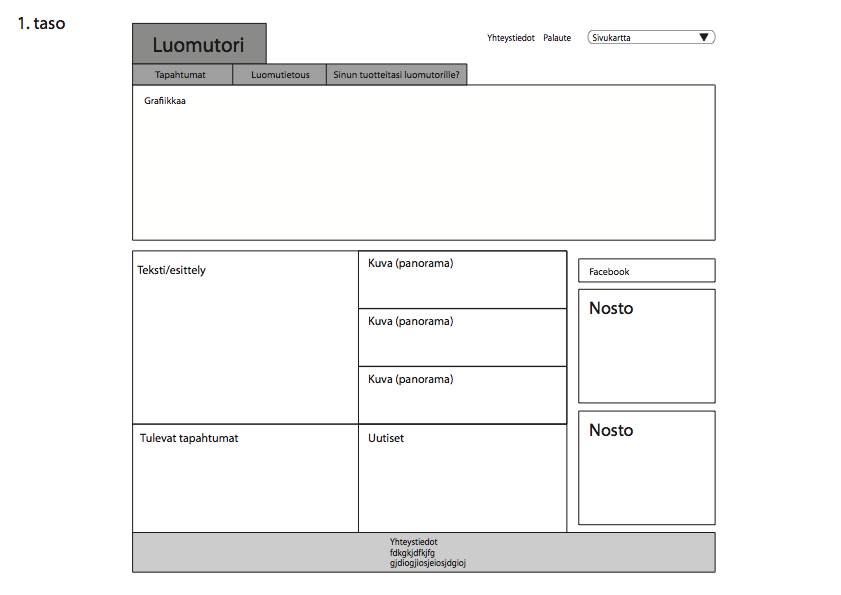 1. taso
Luomutori
Yhteystiedot Palaute Sivukartta
Tapahtumat Luomutietous Sinun tuotteitasi luomutorille?
Grafiikkaa
Teksti/esittely
Kuva (panorama)
Kuva (panorama)
Kuva (panorama)
Facebook
Nosto
Nosto
Tulevat tapahtumat
Uutiset
Yhteystiedot
fdkgkjdfkjfg
gjdiogjiosjeiosjdgioj